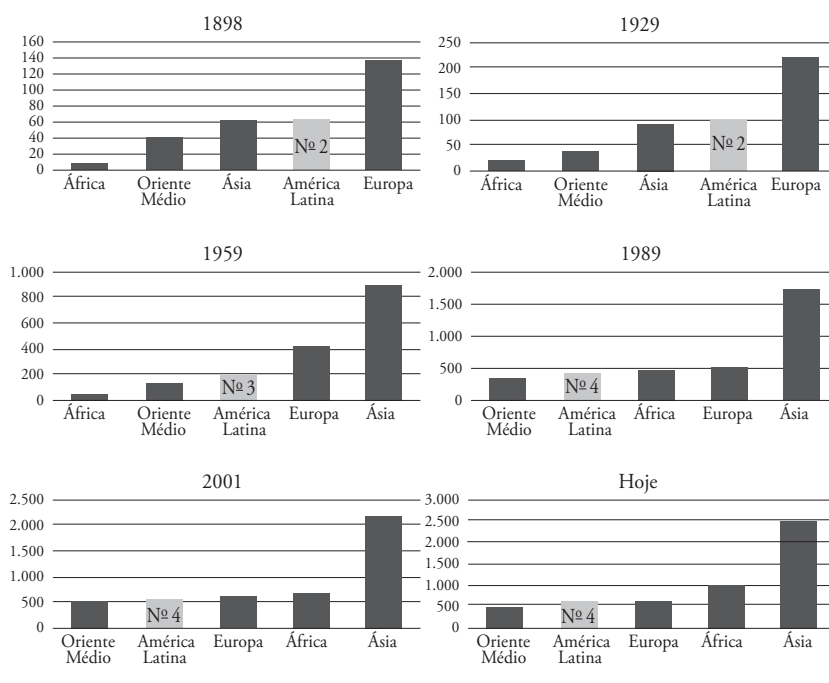 1898
160
140
120
100
80
60
40
20
0
Nº 2
África Oriente Ásia América Europa
Médio Latina
1929
250
200
150
100
50
0
Nº 2
África Oriente Ásia América Europa
Médio Latina
1959
1.000
800
600
400
200
0
Nº 3
África Oriente América Europa Ásia
Médio Latina
1989
2.000
1.500
1.000
500
0
Nº 4
Oriente América África Europa Ásia
Médio Latina
2001
2.500
2.000
1.500
1.000
500
0
Nº 4
Oriente América Europa África Ásia
Médio Latina
Hoje
3.000
2.500
2.000
1.500
1.000
500
0
Nº 4
Oriente América Europa África Ásia
Médio Latina